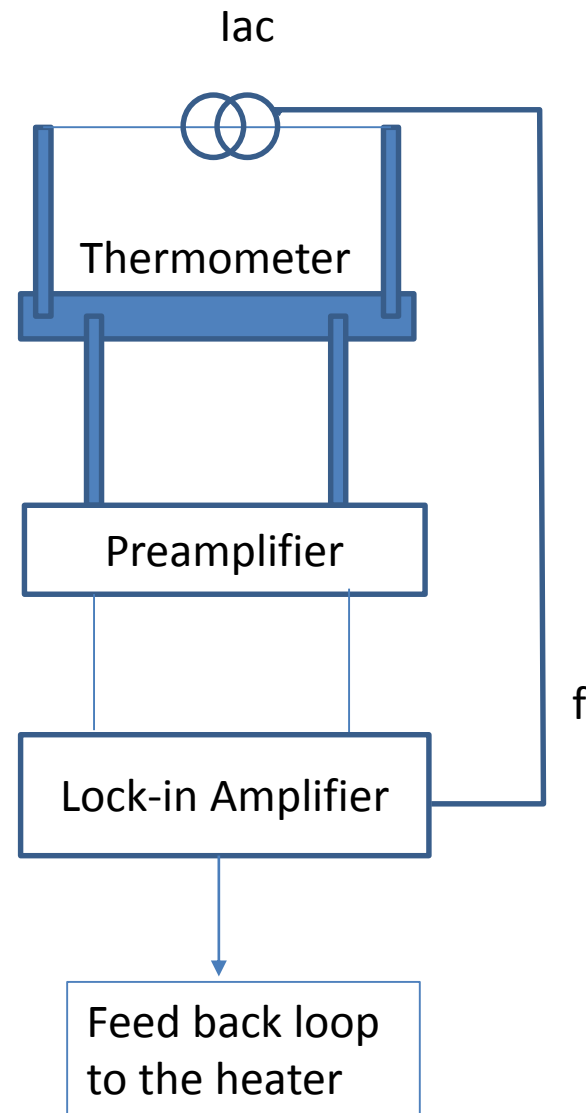 Iac
Thermometer
Preamplifier
f
Lock-in Amplifier
Feed back loop
to the heater